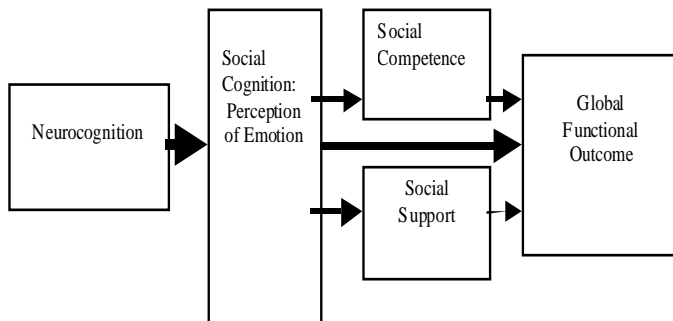 Neurocognition
Social
Cognition:
Perception
of Emotion
Social
Competence
Social
Support
Global
Functional
Outcome